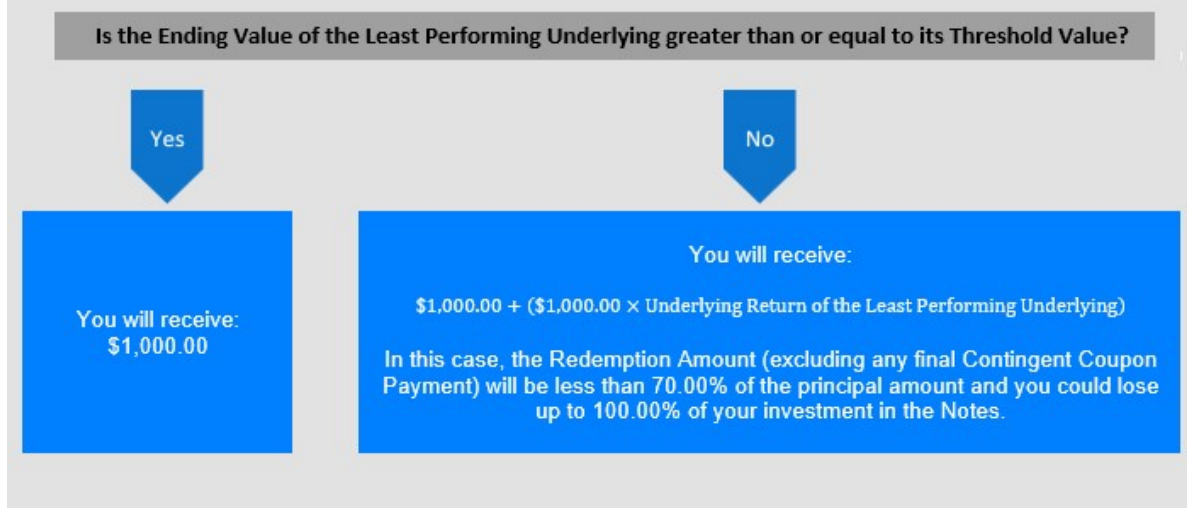 Is the Ending Value of the Least Performing Underlying greater than or equal to its Threshold Value?
Yes
No
You will receive:
$1,000.00
You will receive:
$1,000.00 + ($1,000.00 × Underlying Return of the Least Performing Underlying)
In this case, the Redemption Amount (excluding any final Contingent Coupon
Payment) will be less than 70.00% of the principal amount and you could lose
up to 100.00% of your investment in the Notes.